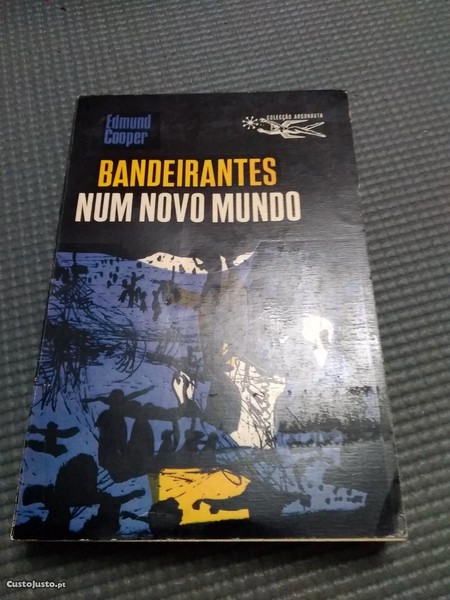 Edmund
Cooper
COLECÇÃO ARGONAUTA
BANDEIRANTES
NUM NOVO MUNDO
CustoJusto.pt